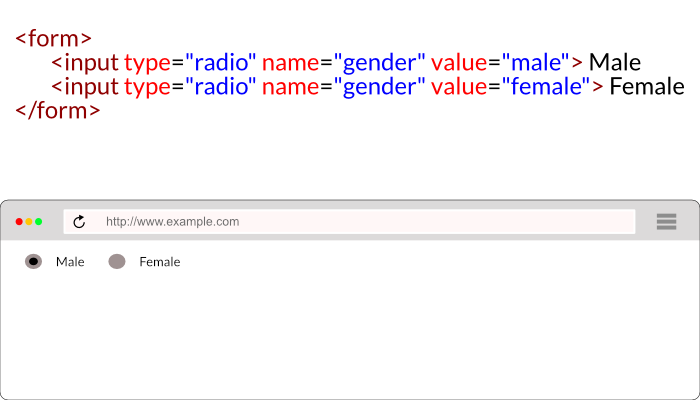 <form>
<input type="radio" name="gender" value="male"> Male
<input type="radio" name="gender" value="female"> Female
</form>
http://www.example.com
Male Female